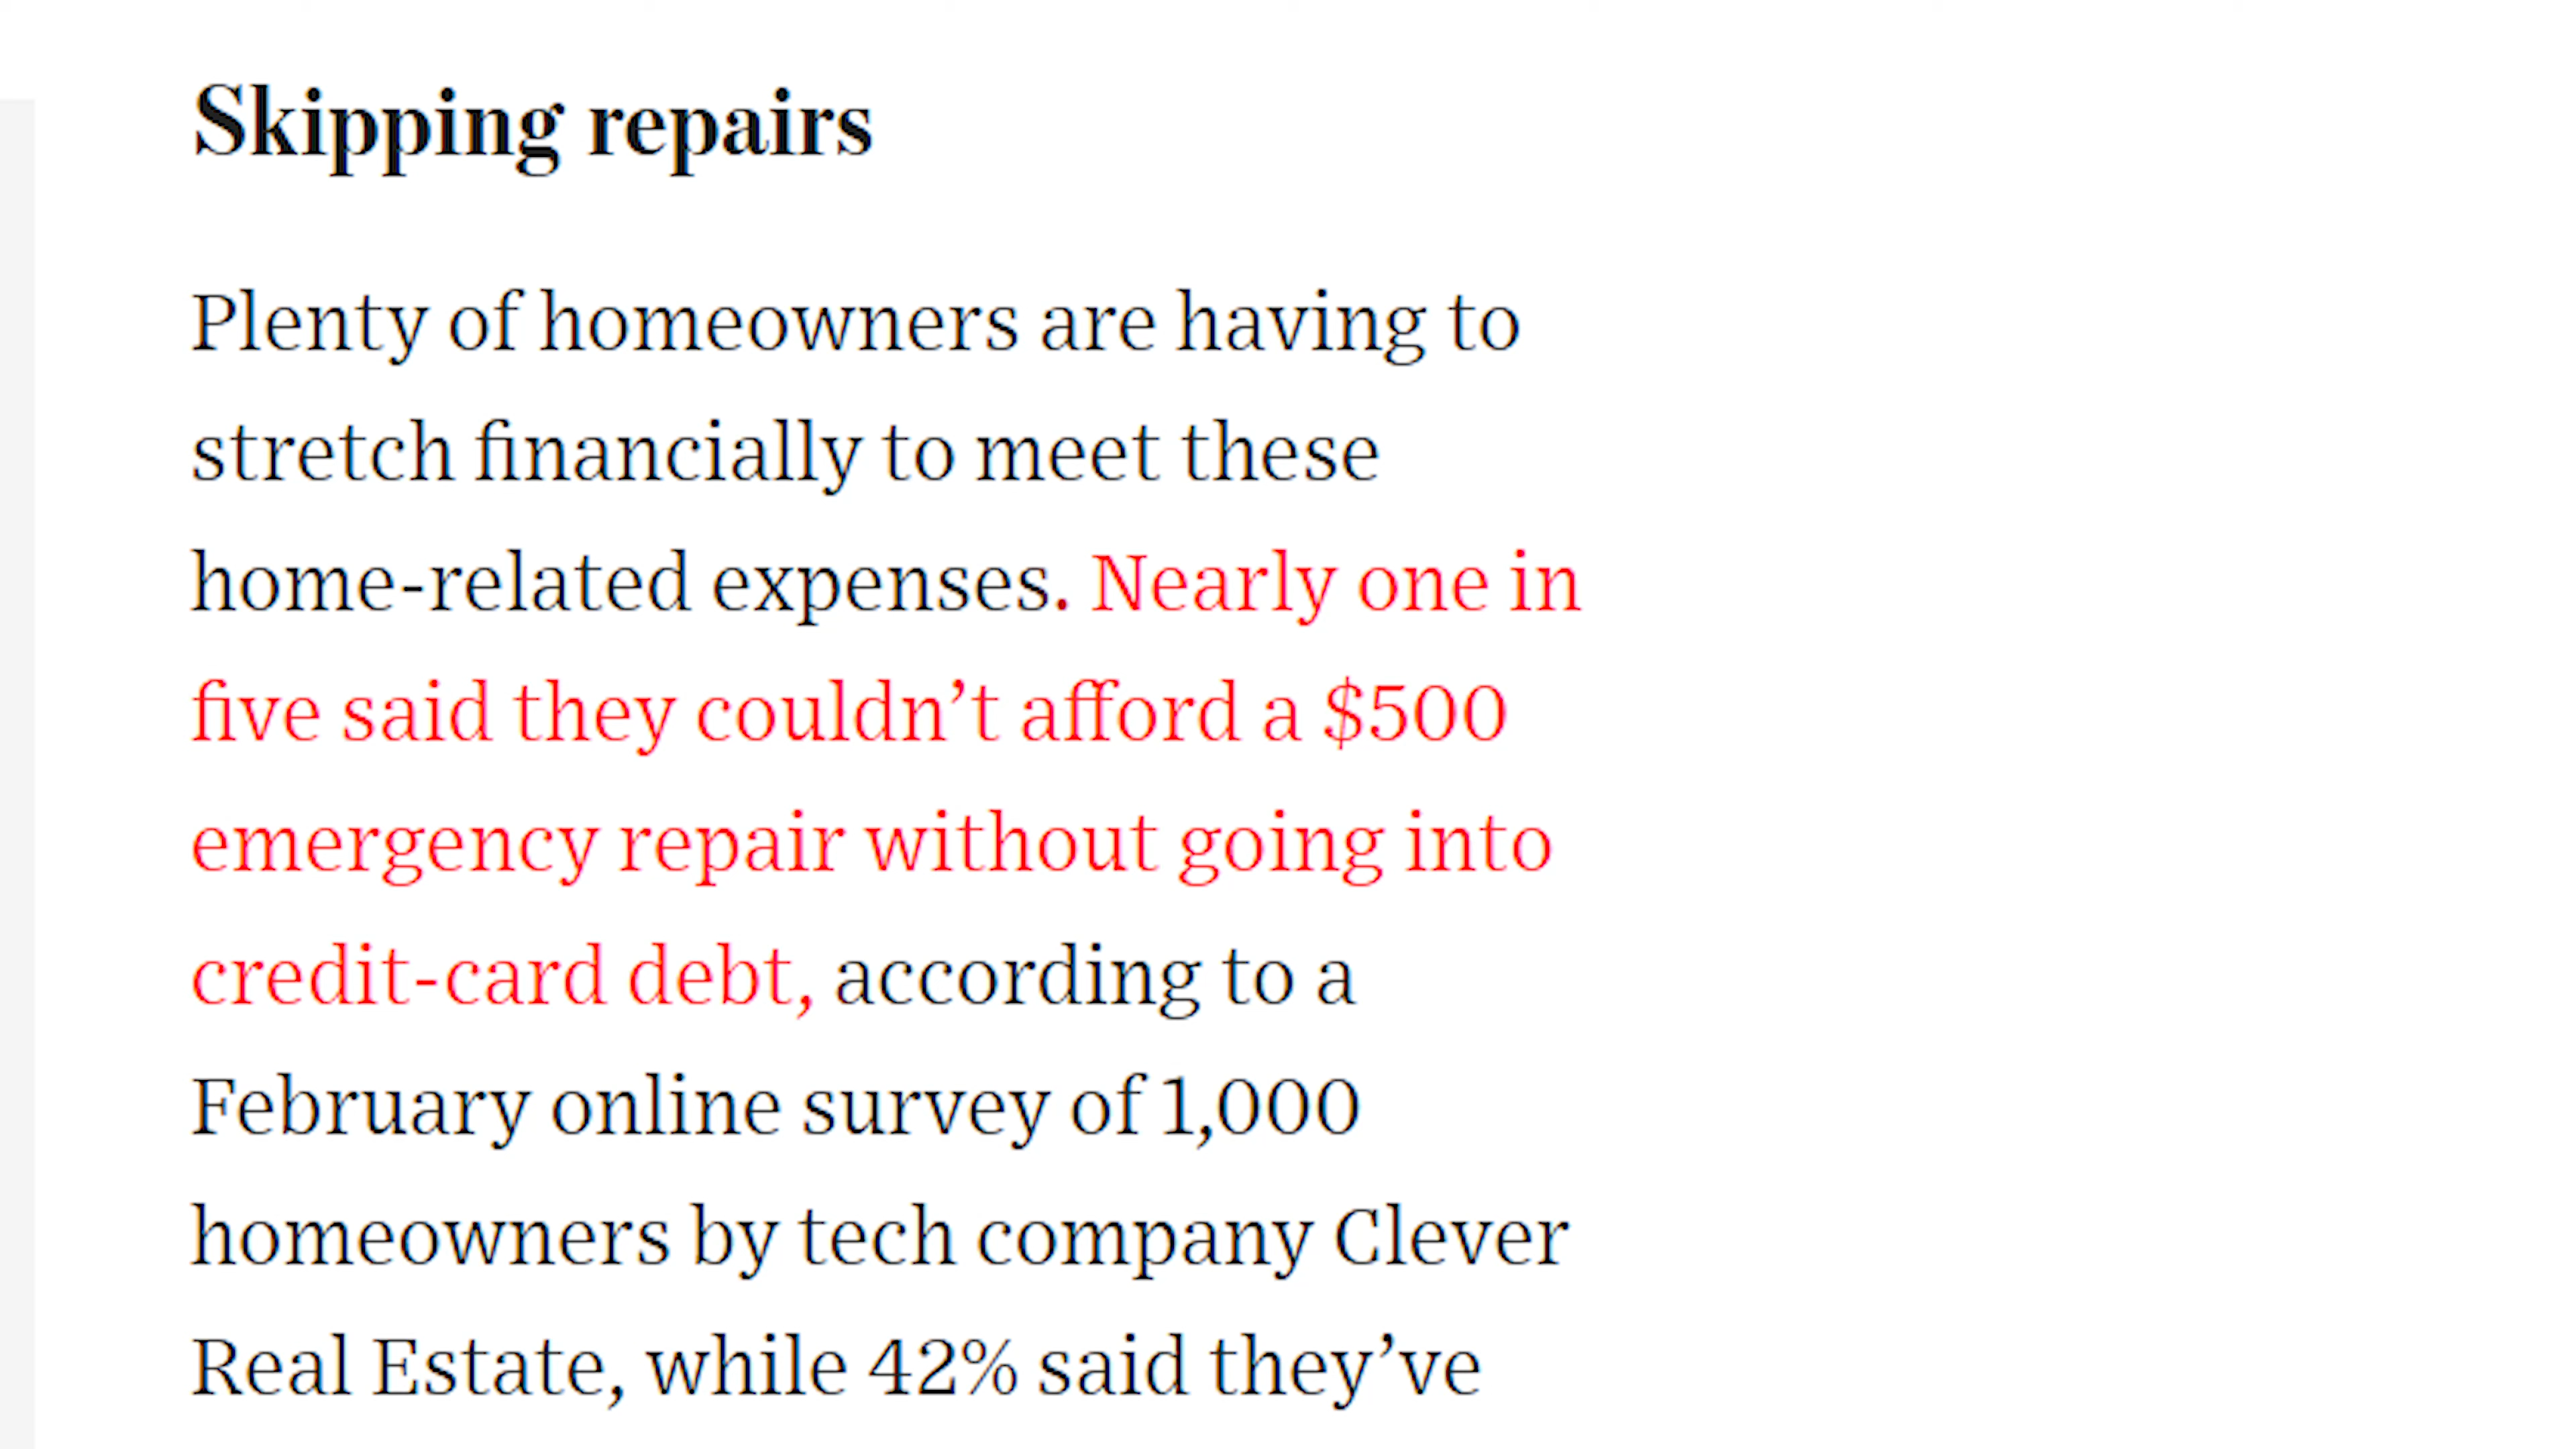 Skipping repairs
Plenty of homeowners are having to
stretch financially to meet these
home-related expenses. Nearly one in
five said they couldn’t afford a $500
emergency repair without going into
credit-card debt, according to a
February online survey of 1,000
homeowners by tech company Clever
Real Estate, while 42% said they’ve